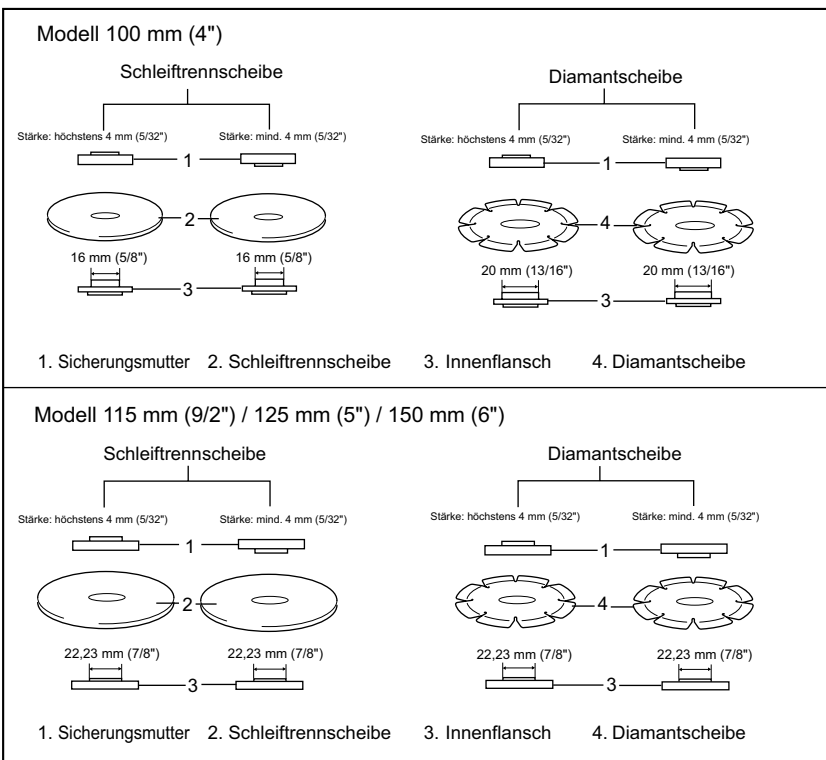 Modell 100 mm (4")
Schleiftrennscheibe
Diamantscheibe
Stärke: höchstens 4 mm (5/32")
Stärke: mind. 4 mm (5/32")
Stärke: höchstens 4 mm (5/32")
Stärke: mind. 4 mm (5/32")
1
1
2
4
16 mm (5/8")
16 mm (5/8")
20 mm (13/16")
20 mm (13/16")
3
3
1. Sicherungsmutter 2. Schleiftrennscheibe 3. Innenflansch 4. Diamantscheibe
Modell 115 mm (9/2") / 125 mm (5") / 150 mm (6")
Schleiftrennscheibe
Diamantscheibe
Stärke: höchstens 4 mm (5/32")
Stärke: mind. 4 mm (5/32")
Stärke: höchstens 4 mm (5/32")
Stärke: mind. 4 mm (5/32")
1
1
2
4
22,23 mm (7/8")
22,23 mm (7/8")
22,23 mm (7/8")
22,23 mm (7/8")
3
3
1. Sicherungsmutter 2. Schleiftrennscheibe 3. Innenflansch 4. Diamantscheibe